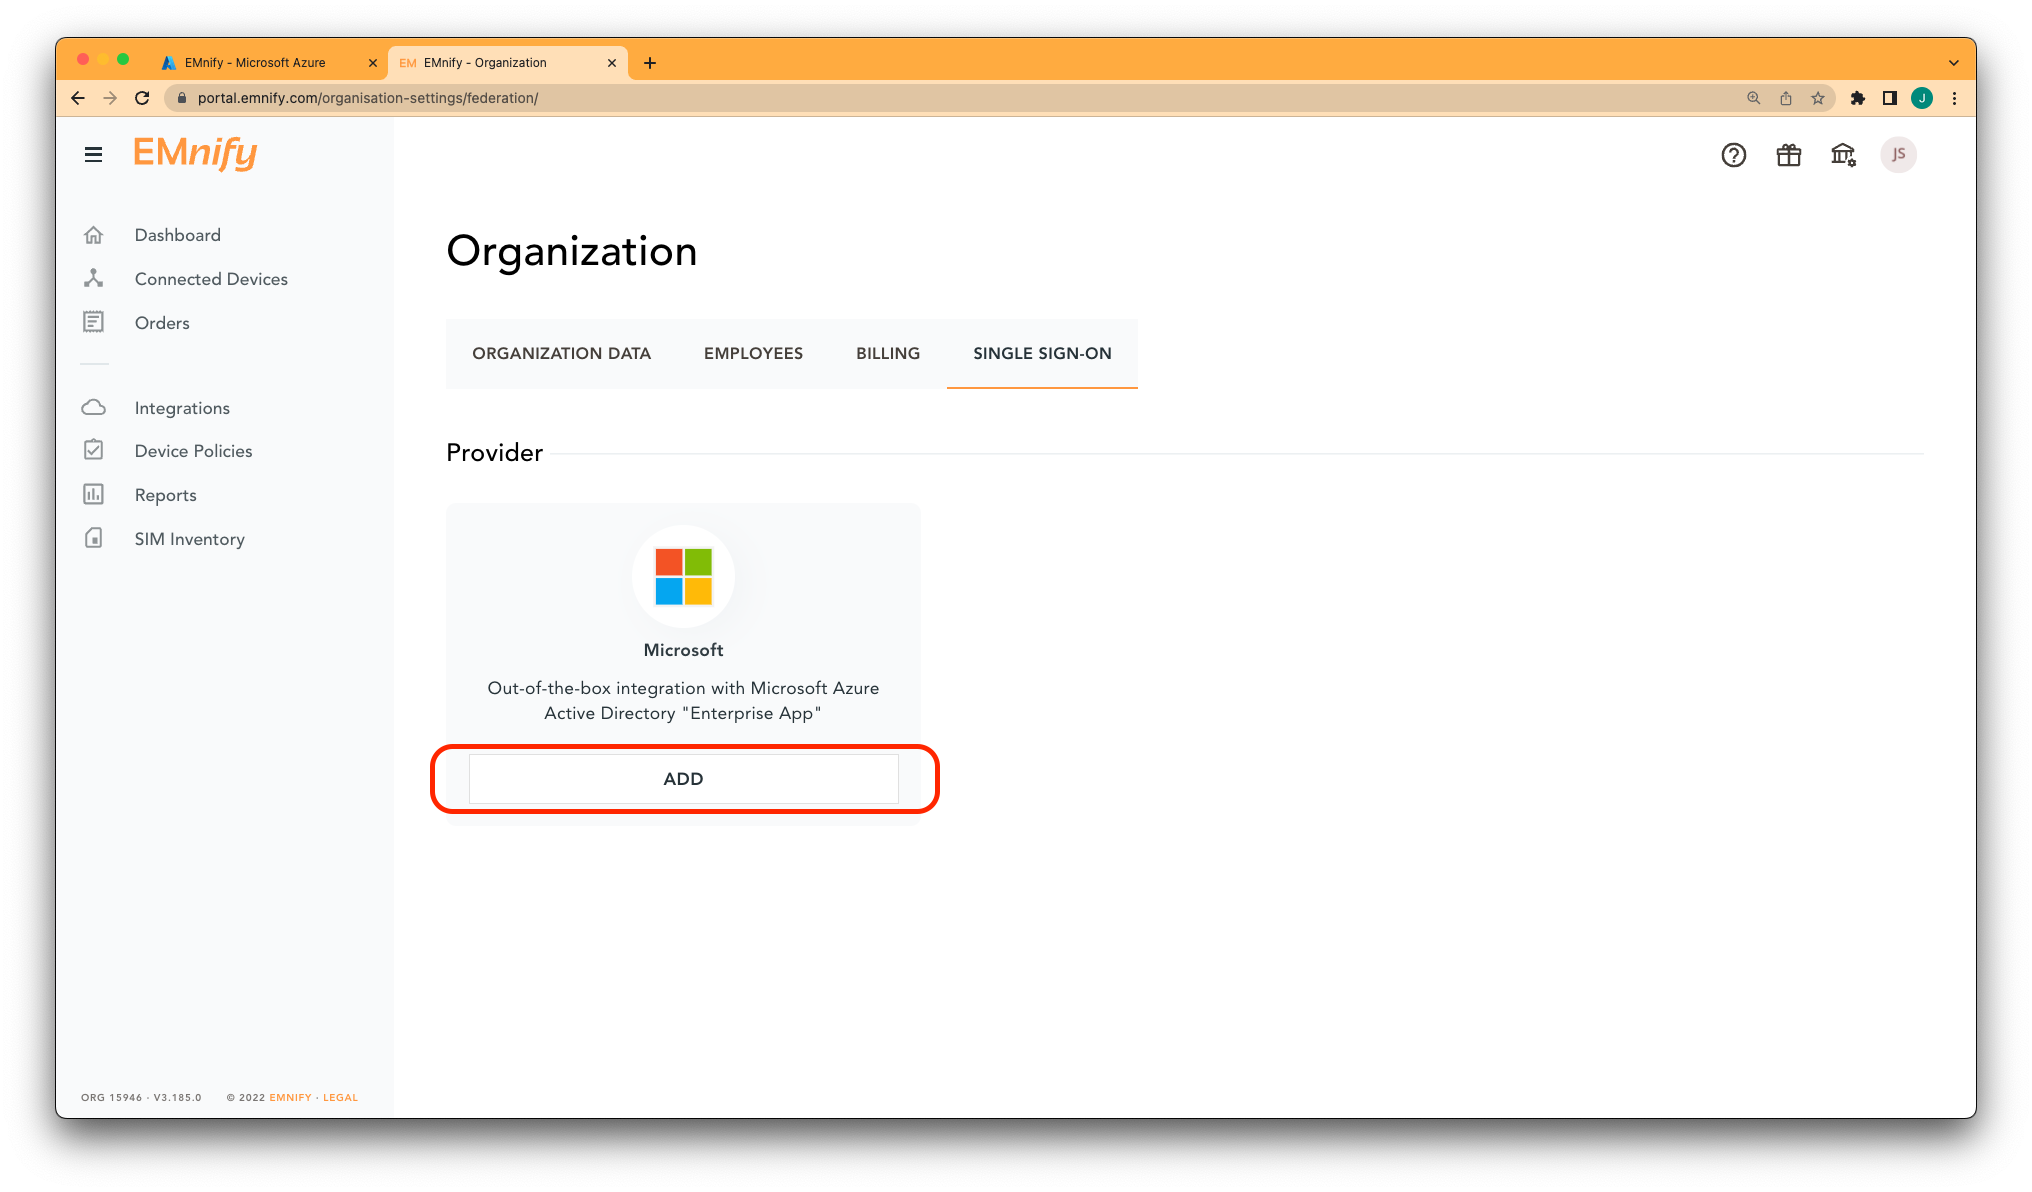 EMnify - Microsoft Azure
EM EMnify - Organization
portal.emnify.com/organisation-settings/federation/
J
EMnify
JS
Dashboard
Connected Devices
Orders
Integrations
Device Policies
Reports
SIM Inventory
Organization
ORGANIZATION DATA EMPLOYEES BILLING SINGLE SIGN-ON
Provider
Microsoft
Out-of-the-box integration with Microsoft Azure
Active Directory "Enterprise App"
ADD
ORG 15946 · V3.185.0 © 2022 EMNIFY · LEGAL